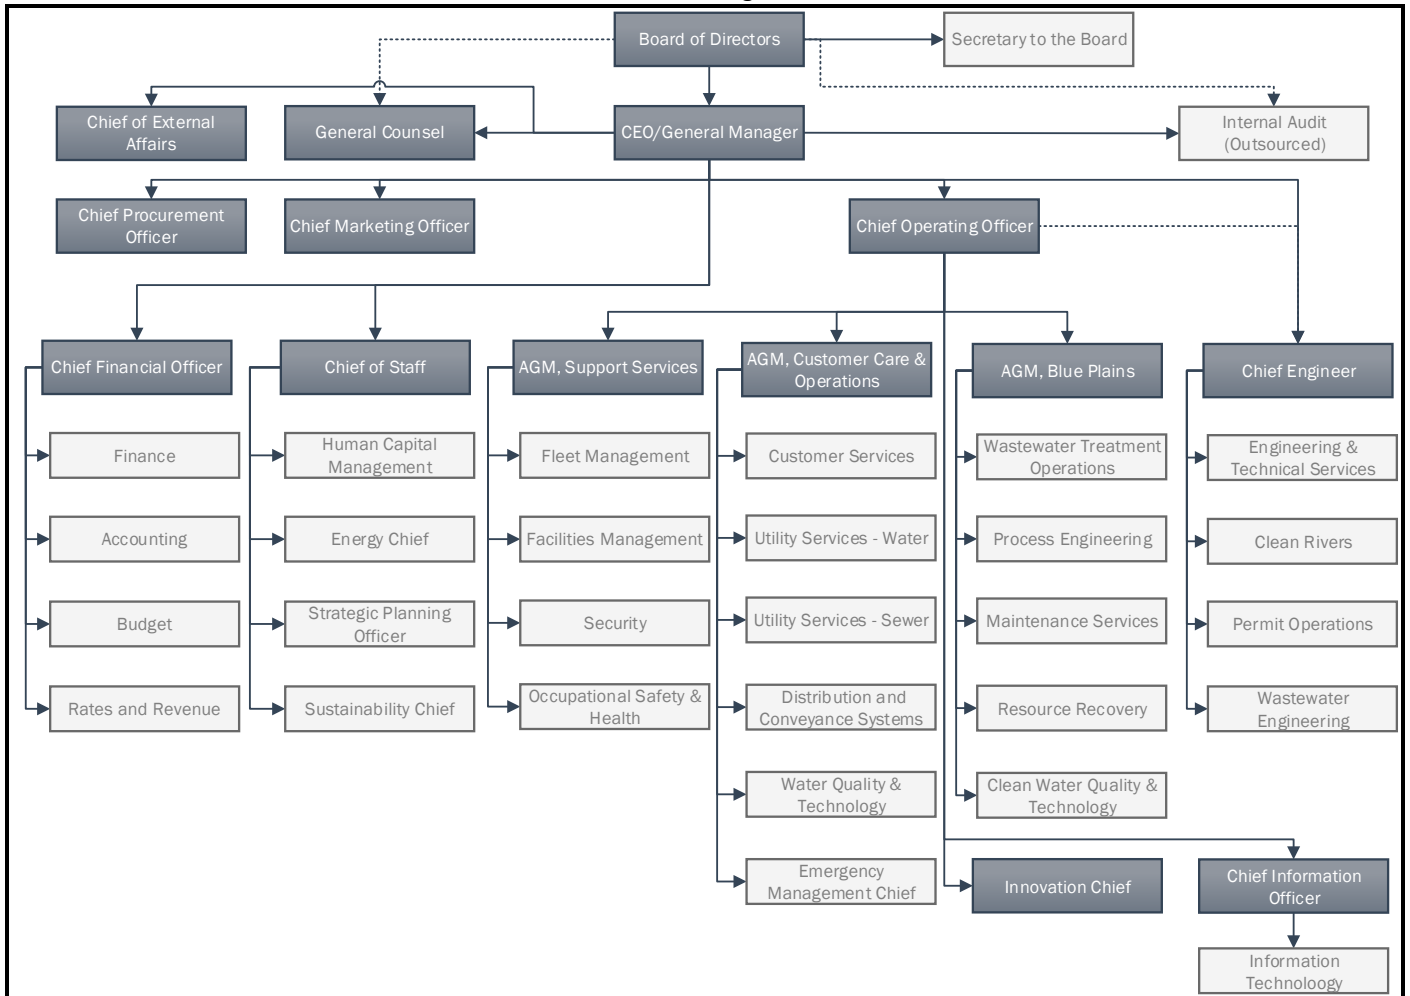 Board of Directors
Secretary to the Board
Chief of External
Affairs
General Counsel
CEO/General Manager
Internal Audit
(Outsourced)
Chief Procurement
Officer
Chief Marketing Officer
Chief Operating Officer
Chief Financial Officer
Chief of Staff
AGM, Support Services
AGM, Customer Care &
Operations
AGM, Blue Plains
Chief Engineer
Finance
Human Capital
Management
Fleet Management
Customer Services
Wastewater Treatment
Operations
Engineering &
Technical Services
Accounting
Energy Chief
Facilities Management
Utility Services - Water
Process Engineering
Clean Rivers
Budget
Strategic Planning
Officer
Security
Utility Services - Sewer
Maintenance Services
Permit Operations
Rates and Revenue
Sustainability Chief
Occupational Safety &
Health
Distribution and
Conveyance Systems
Resource Recovery
Wastewater
Engineering
Water Quality &
Technology
Clean Water Quality &
Technology
Emergency
Management Chief
Innovation Chief
Chief Information
Officer
Information
Technoloogy